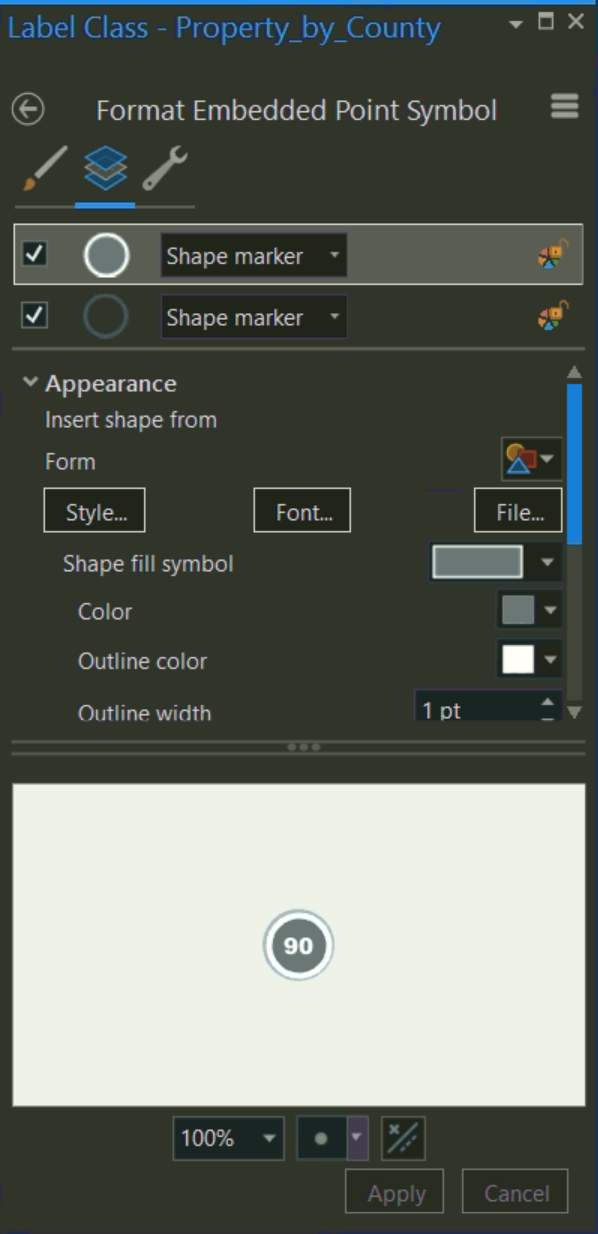 Label Class - Property_by_County
Format Embedded Point Symbol
Shape marker
Shape marker
Appearance
Insert shape from
Form
Style... Font... File...
Shape fill symbol
Color
Outline color
Outline width 1 pt
90
100%
Apply Cancel